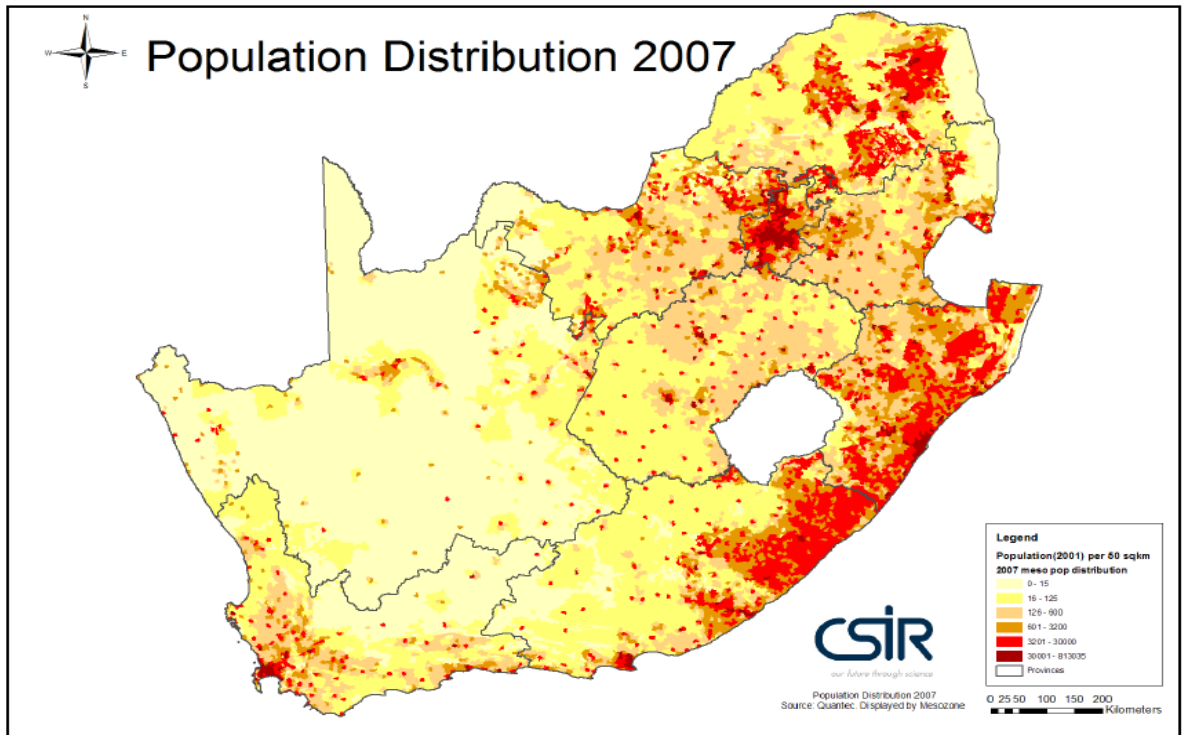 N
W E
S
Population Distribution 2007
Legend
Population(2001) per 50 sqkm
2007 meso pop distribution
0 - 15
16 - 125
126 - 600
601 - 3200
3201 - 30000
30001 - 813035
Provinces
CSIR
our future through science
Population Distribution 2007
Source: Quantec. Displayed by Mesozone
0 25 50 100 150 200
Kilometers